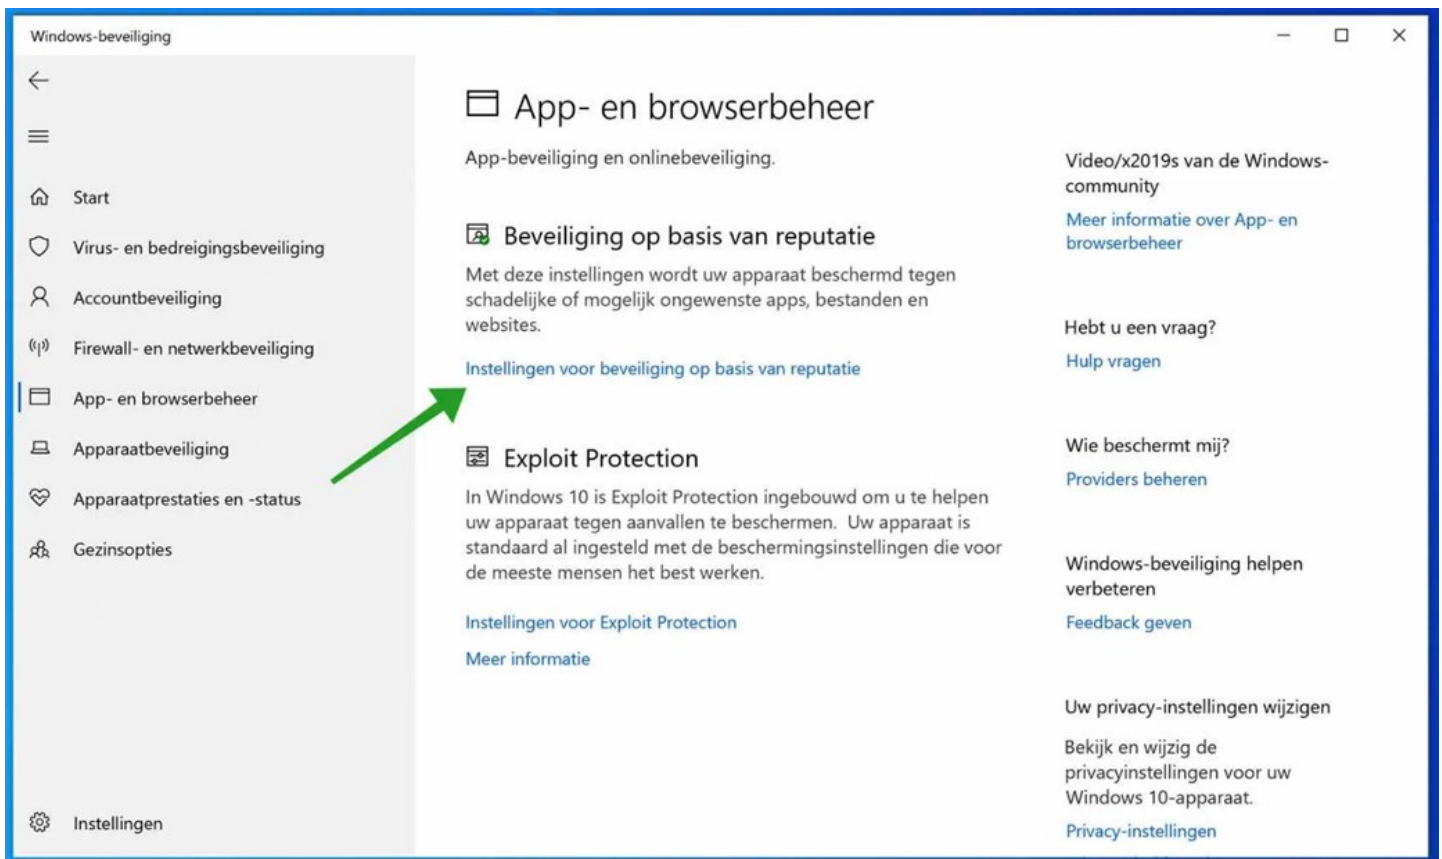 Windows-beveiliging
Start
Virus- en bedreigingsbeveiliging
Accountbeveiliging
Firewall- en netwerkbeveiliging
App- en browserbeheer
Apparaatbeveiliging
Apparaatprestaties en -status
Gezinsopties
Instellingen
App- en browserbeheer
App-beveiliging en onlinebeveiliging.
Beveiliging op basis van reputatie
Met deze instellingen wordt uw apparaat beschermd tegen
schadelijke of mogelijk ongewenste apps, bestanden en
websites.
Instellingen voor beveiliging op basis van reputatie
Exploit Protection
In Windows 10 is Exploit Protection ingebouwd om u te helpen
uw apparaat tegen aanvallen te beschermen.  Uw apparaat is
standaard al ingesteld met de beschermingsinstellingen die voor
de meeste mensen het best werken.
Instellingen voor Exploit Protection
Meer informatie
Video/x2019s van de Windows-
community
Meer informatie over App- en
browserbeheer
Hebt u een vraag?
Hulp vragen
Wie beschermt mij?
Providers beheren
Windows-beveiliging helpen
verbeteren
Feedback geven
Uw privacy-instellingen wijzigen
Bekijk en wijzig de
privacyinstellingen voor uw
Windows 10-apparaat.
Privacy-instellingen